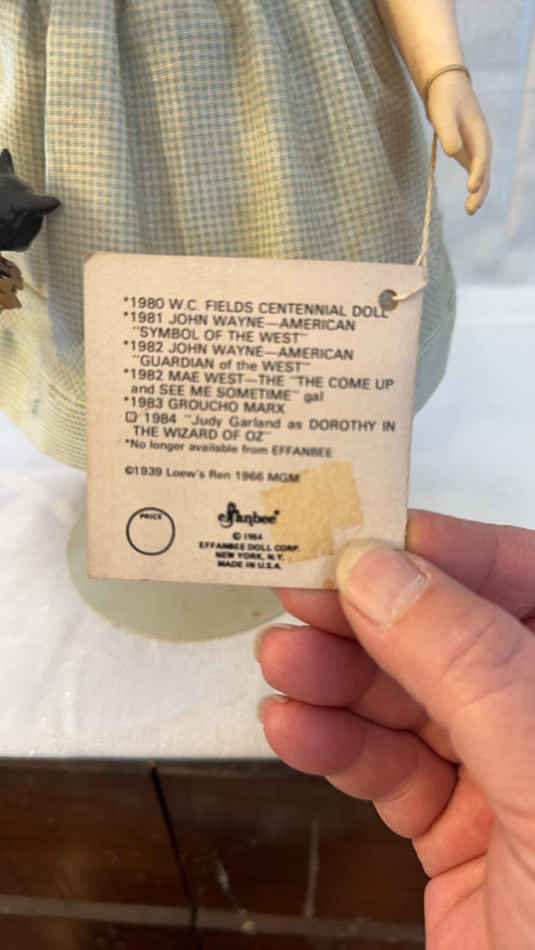 *1980 W.C. FIELDS CENTENNIAL DOLL
*1981 JOHN WAYNE—AMERICAN
"SYMBOL OF THE WEST"
*1982 JOHN WAYNE—AMERICAN
"GUARDIAN of the WEST"
*1982 MAE WEST—THE "THE COME UP
and SEE ME SOMETIME" gal
*1983 GROUCHO MARX
1984 "Judy Garland as DOROTHY IN
THE WIZARD OF OZ"
*No longer available from EFFANBEE
©1939 Loew's Ren 1966 MGM
PRICE
effanbee®
© 1984
EFFANBEE DOLL CORP.
NEW YORK, N.Y.
MADE IN U.S.A.